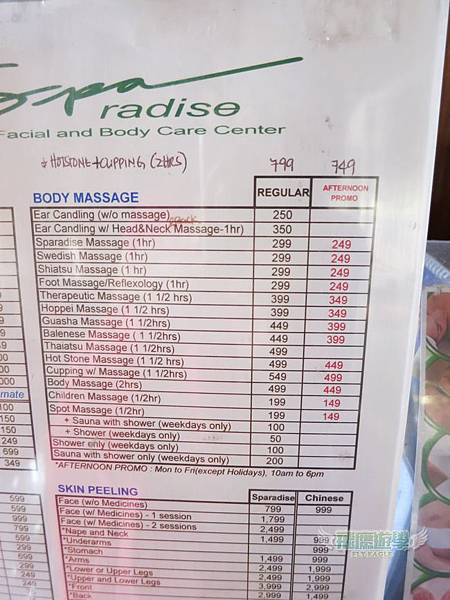 Spa
radise
Facial and Body Care Center
HOTSTONE + CUPPING (2HRS) 799 749
BODY MASSAGE REGULAR AFTERNOON PROMO
Ear Candling (w/o massage) 250
Ear Candling w/ Head&Neck Massage-1hr) 350
Sparadise Massage (1hr) 299 249
Swedish Massage (1hr) 299 249
Shiatsu Massage (1 hr) 299 249
Foot Massage/Reflexology (1hr) 299 249
Therapeutic Massage (1 1/2 hrs) 399 349
Hoppei Massage (1 1/2 hrs) 399 349
Guasha Massage (1 1/2hrs) 449 399
Balenese Massage ( 1 1/2hrs) 449 399
Thaiatsu Massage (1 1/2hrs) 499
Hot Stone Massage (1 1/2hrs) 499 449
Cupping w/ Massage ( 1 1/2hrs) 549 499
Body Massage (2hrs) 499 449
Children Massage (1/2hr) 199 149
Spot Massage (1/2hr) 199 149
+ Sauna with shower (weekdays only) 100
+ Shower (weekdays only) 50
Shower only (weekdays only) 100
Sauna with shower only (weekdays only) 200
*AFTERNOON PROMO : Mon to Fri(except Holidays), 10am to 6pm
SKIN PEELING Sparadise Chinese
Face (w/o Medicines) 799 999
Face (w/ Medicines) - 1 session 1,799
Face (w/ Medicines) - 2 sessions 2,499
*Nape and Neck
*Underarms 1,499 999
*Stomach 999
*Arms 1,499 999
*Lower or Upper Legs 2,499 1,999
*Upper and Lower Legs 2,499 1,999
*Front 3,999 2,999
*Back 2,999 1,499